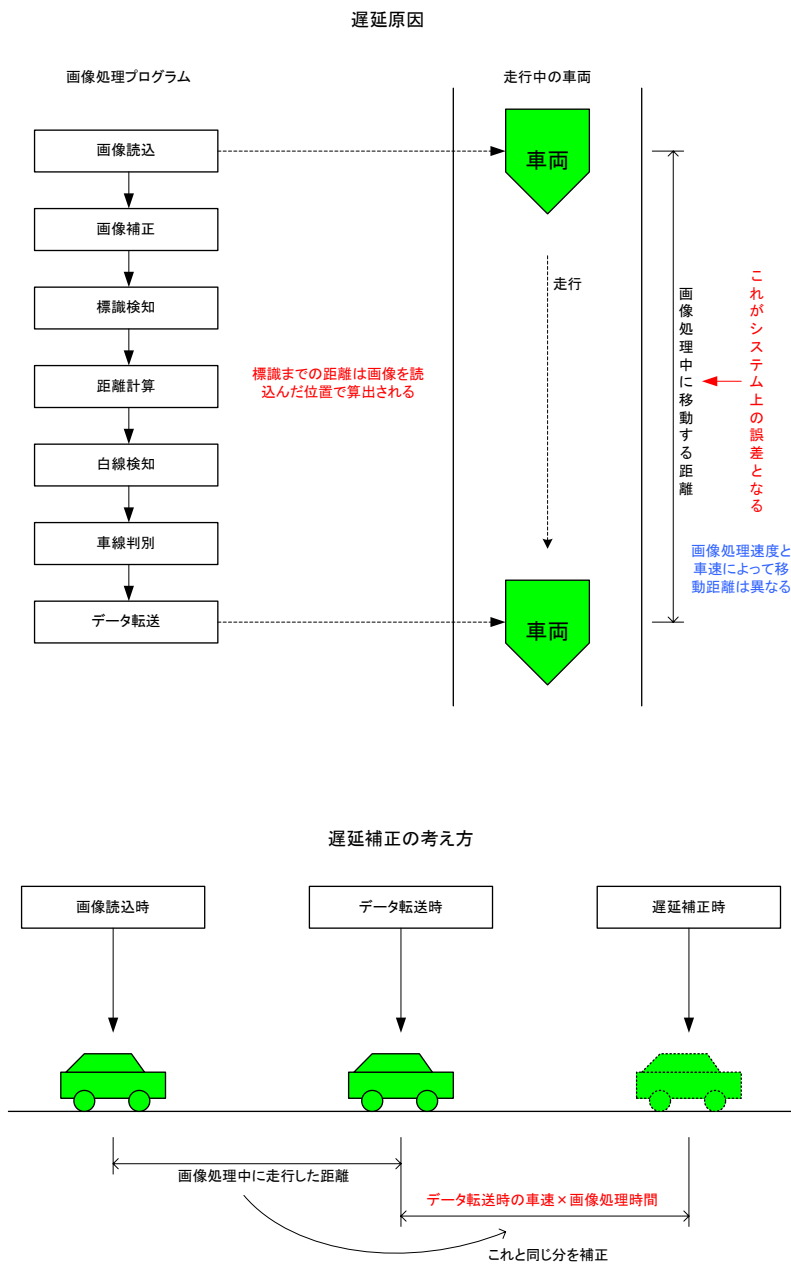 遅延原因
画像処理プログラム
走行中の車両
画像読込
車両
画像補正
標識検知
距離計算
白線検知
車線判別
データ転送
標識までの距離は画像を読
込んだ位置で算出される
走行
車両
画像処理中に移動する距離
これがシステム上の誤差となる
画像処理速度と
車速によって移
動距離は異なる
遅延補正の考え方
画像読込時
データ転送時
遅延補正時
画像処理中に走行した距離
データ転送時の車速×画像処理時間
これと同じ分を補正